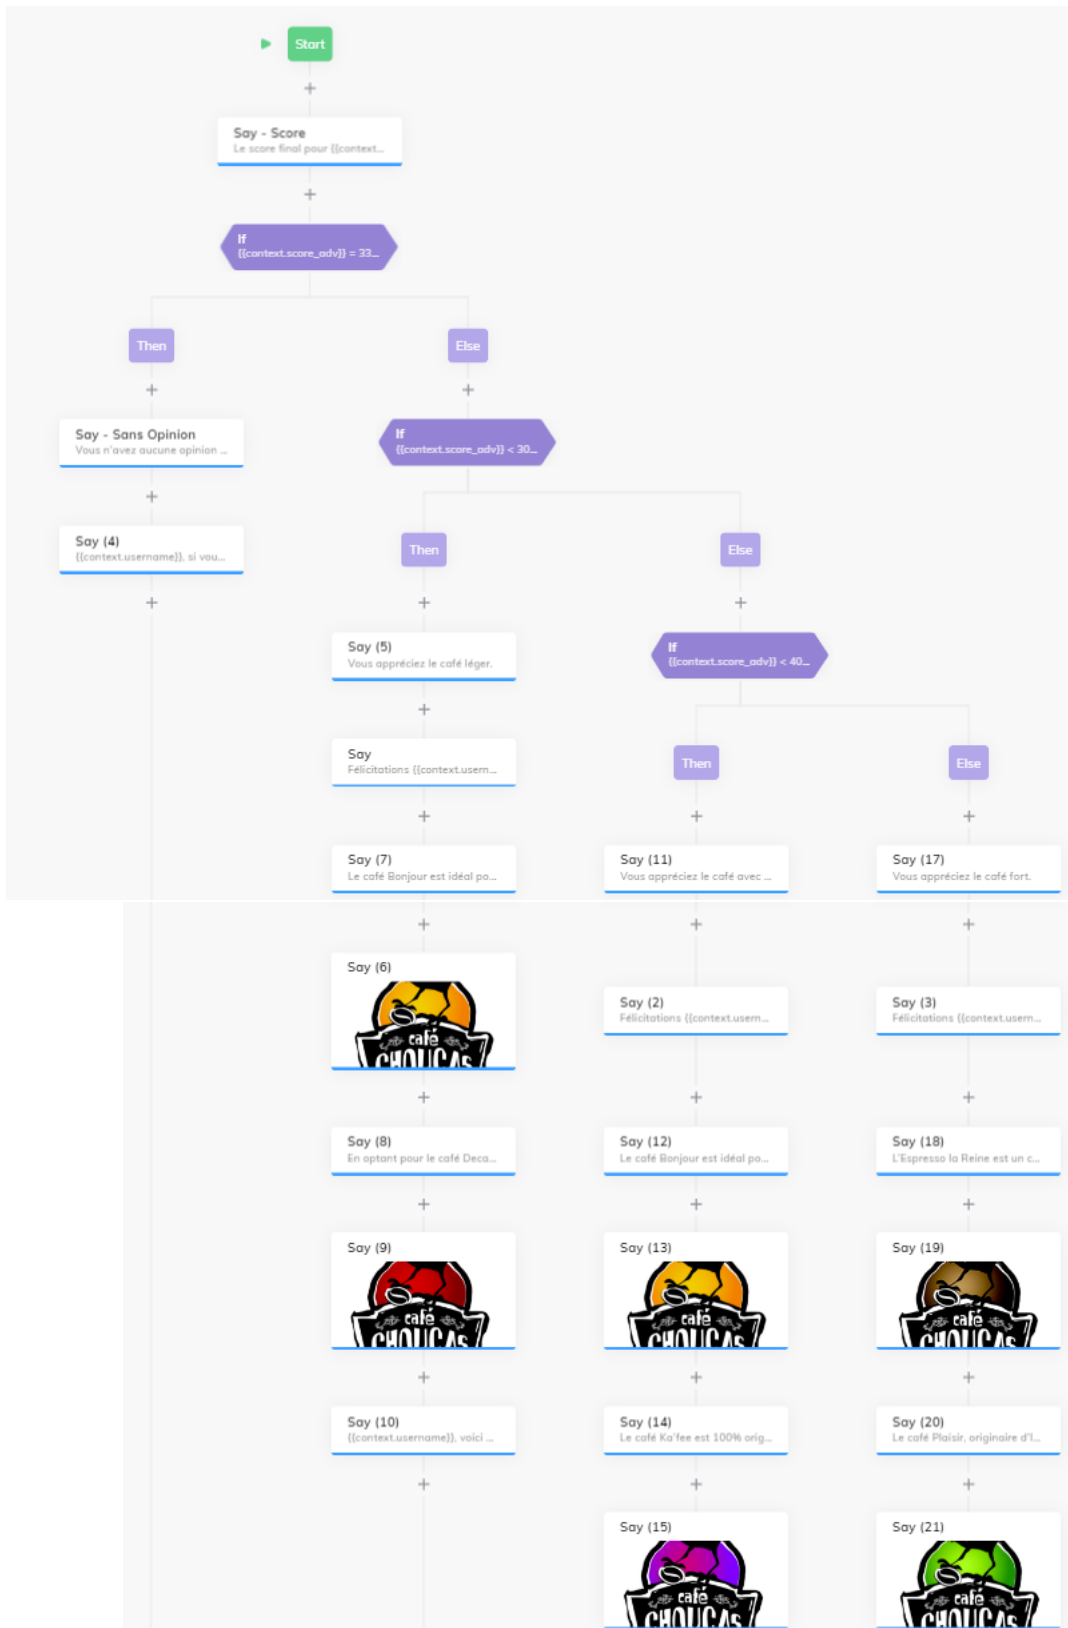 Start
Say - Score
Le score final pour {{context...
If
{{context.score_adv}} = 33...
Then
Else
Say - Sans Opinion
Vous n'avez aucune opinion ...
If
{{context.score_adv}} < 30...
Say (4)
{{context.username}}, si vou...
Then
Else
Say (5)
Vous appréciez le café léger.
If
{{context.score_adv}} < 40...
Say
Félicitations {{context.usern...
Then
Else
Say (7)
Le café Bonjour est idéal po...
Say (11)
Vous appréciez le café avec ...
Say (17)
Vous appréciez le café fort.
Say (6)
café
CHOUCAS
Say (2)
Félicitations {{context.usern...
Say (3)
Félicitations {{context.usern...
Say (8)
En optant pour le café Deca...
Say (12)
Le café Bonjour est idéal po...
Say (18)
L'Espresso la Reine est un c...
Say (9)
café
CHOUCAS
Say (13)
café
CHOUCAS
Say (19)
café
CHOUCAS
Say (10)
{{context.username}}, voici ...
Say (14)
Le café Ka'fee est 100% orig...
Say (20)
Le café Plaisir, originaire d'I...
Say (15)
café
CHOUCAS
Say (21)
café
CHOUCAS